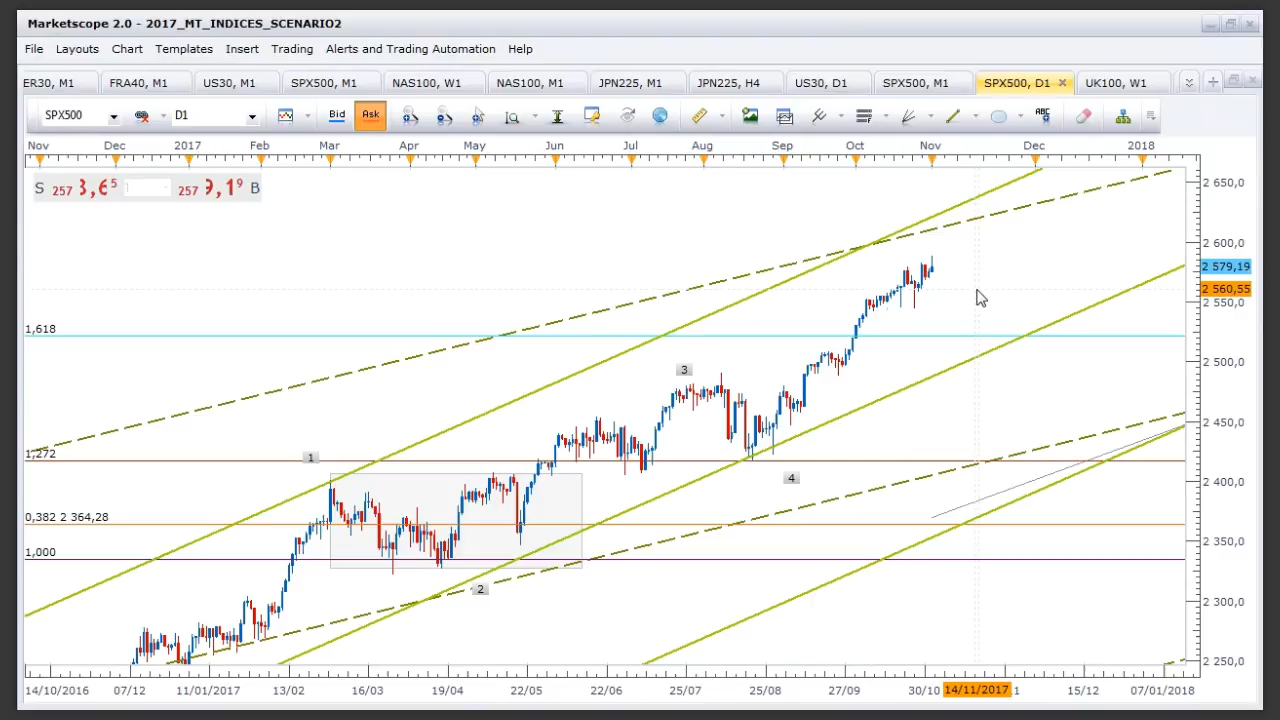 Marketscope 2.0 - 2017_MT_INDICES_SCENARIO2
File Layouts Chart Templates Insert Trading Alerts and Trading Automation Help
ER30, M1 FRA40, M1 US30, M1 SPX500, M1 NAS100, W1 NAS100, M1 JPN225, M1 JPN225, H4 US30, D1 SPX500, M1 SPX500, D1 UK100, W1
SPX500 D1 Bid Ask ABC
Nov Dec 2017 Feb Mar Apr May Jun Jul Aug Sep Oct Nov Dec 2018
S 257 257 B
2 650,0
2 600,0
2 579,19
2 560,55
2 550,0
1,618
2 500,0
3
2 450,0
1,272
1
4
2 400,0
0,382 2 364,28
1,000
2 350,0
2
2 300,0
2 250,0
14/10/2016 07/12 11/01/2017 13/02 16/03 19/04 22/05 22/06 25/07 25/08 27/09 30/10 14/11/2017 1 15/12 07/01/2018